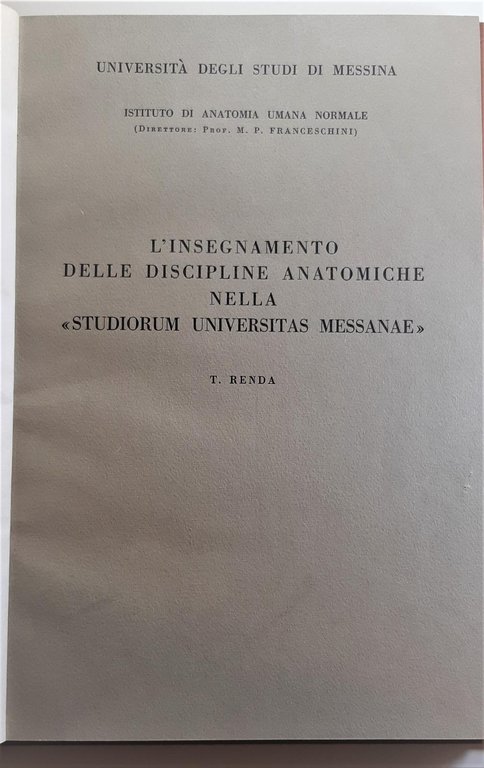 UNIVERSITÀ DEGLI STUDI DI MESSINA
ISTITUTO DI ANATOMIA UMANA NORMALE
(DIRETTORE: PROF. M. P. FRANCESCHINI)
L'INSEGNAMENTO
DELLE DISCIPLINE ANATOMICHE
NELLA
«STUDIORUM UNIVERSITAS MESSANAE»
T. RENDA